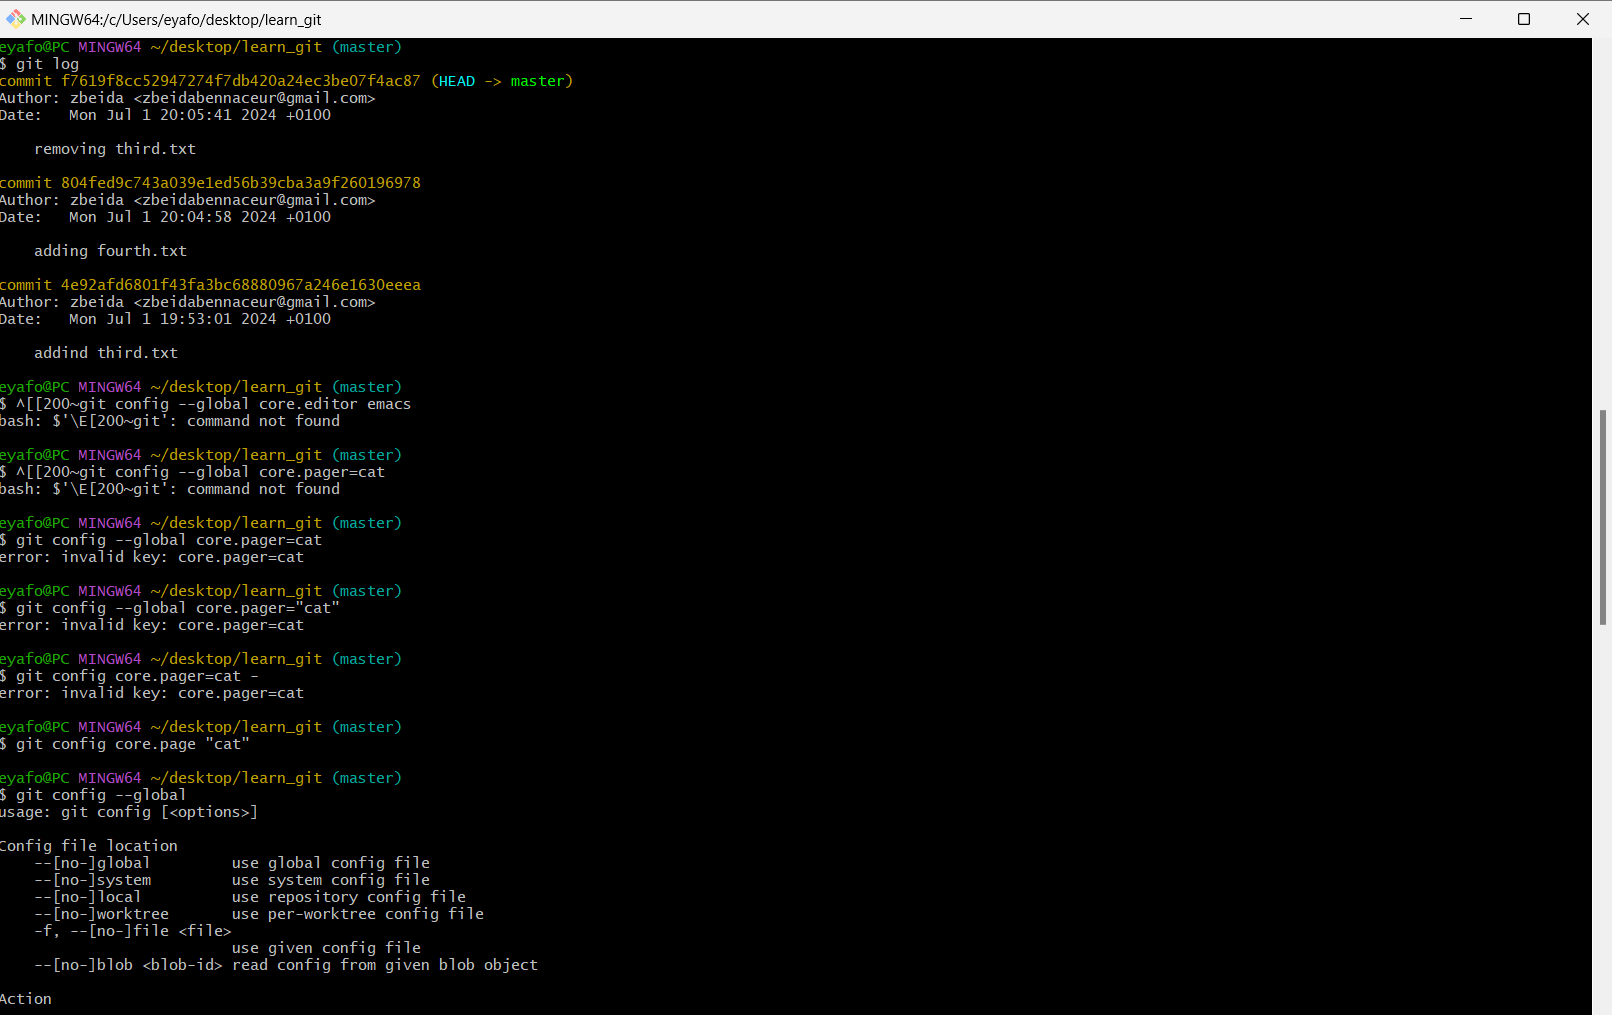 MINGW64:/c/Users/eyafo/desktop/learn_git
eyafo@PC MINGW64 ~/desktop/learn_git (master)
$ git log
commit f7619f8cc52947274f7db420a24ec3be07f4ac87 (HEAD -> master)
Author: zbeida <zbeidabennaceur@gmail.com>
Date:   Mon Jul 1 20:05:41 2024 +0100
    removing third.txt
commit 804fed9c743a039e1ed56b39cba3a9f260196978
Author: zbeida <zbeidabennaceur@gmail.com>
Date:   Mon Jul 1 20:04:58 2024 +0100
    adding fourth.txt
commit 4e92afd6801f43fa3bc68880967a246e1630eeea
Author: zbeida <zbeidabennaceur@gmail.com>
Date:   Mon Jul 1 19:53:01 2024 +0100
    addind third.txt
eyafo@PC MINGW64 ~/desktop/learn_git (master)
$ ^[[200~git config --global core.editor emacs
bash: $'\E[200~git': command not found
eyafo@PC MINGW64 ~/desktop/learn_git (master)
$ ^[[200~git config --global core.pager=cat
bash: $'\E[200~git': command not found
eyafo@PC MINGW64 ~/desktop/learn_git (master)
$ git config --global core.pager=cat
error: invalid key: core.pager=cat
eyafo@PC MINGW64 ~/desktop/learn_git (master)
$ git config --global core.pager="cat"
error: invalid key: core.pager=cat
eyafo@PC MINGW64 ~/desktop/learn_git (master)
$ git config core.pager=cat -
error: invalid key: core.pager=cat
eyafo@PC MINGW64 ~/desktop/learn_git (master)
$ git config core.page "cat"
eyafo@PC MINGW64 ~/desktop/learn_git (master)
$ git config --global
usage: git config [<options>]
Config file location
    --[no-]global         use global config file
    --[no-]system         use system config file
    --[no-]local          use repository config file
    --[no-]worktree       use per-worktree config file
    -f, --[no-]file <file>
                          use given config file
    --[no-]blob <blob-id> read config from given blob object
Action